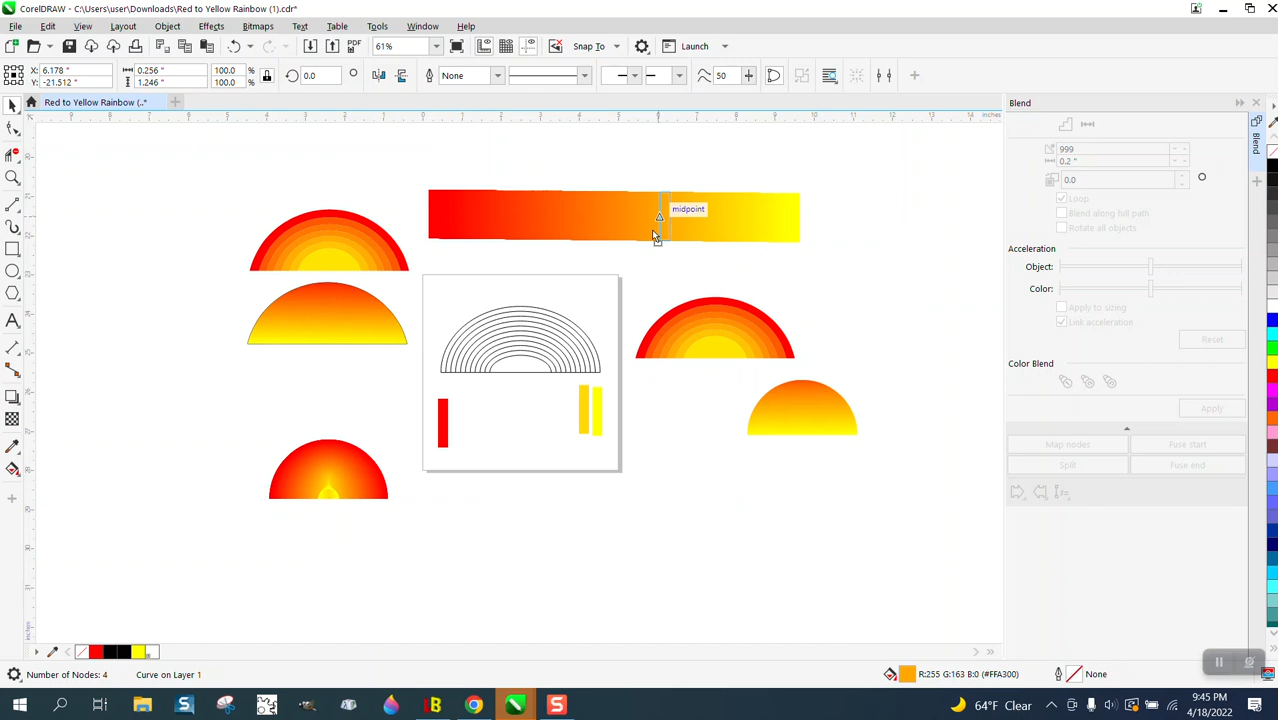 CorelDRAW - C:\Users\user\Downloads\Red to Yellow Rainbow (1).cdr*
File Edit View Layout Object Effects Bitmaps Text Table Tools Window Help
PDF 61% Snap To Launch
X: 6.178 " 0.256 " 100.0 % 0.0 None 50
Y: -21.512 " 1.246 " 100.0 %
Red to Yellow Rainbow (..* Blend
inches
midpoint
Blend
999
0.2 "
0.0
Loop
Blend along full path
Rotate all objects
Acceleration
Object:
Color:
Apply to sizing
Link acceleration
Reset
Color Blend
Apply
Map nodes Fuse start
Split Fuse end
Number of Nodes: 4 Curve on Layer 1 R:255 G:163 B:0 (#FFA300) None
64°F Clear 9:45 PM
4/18/2022